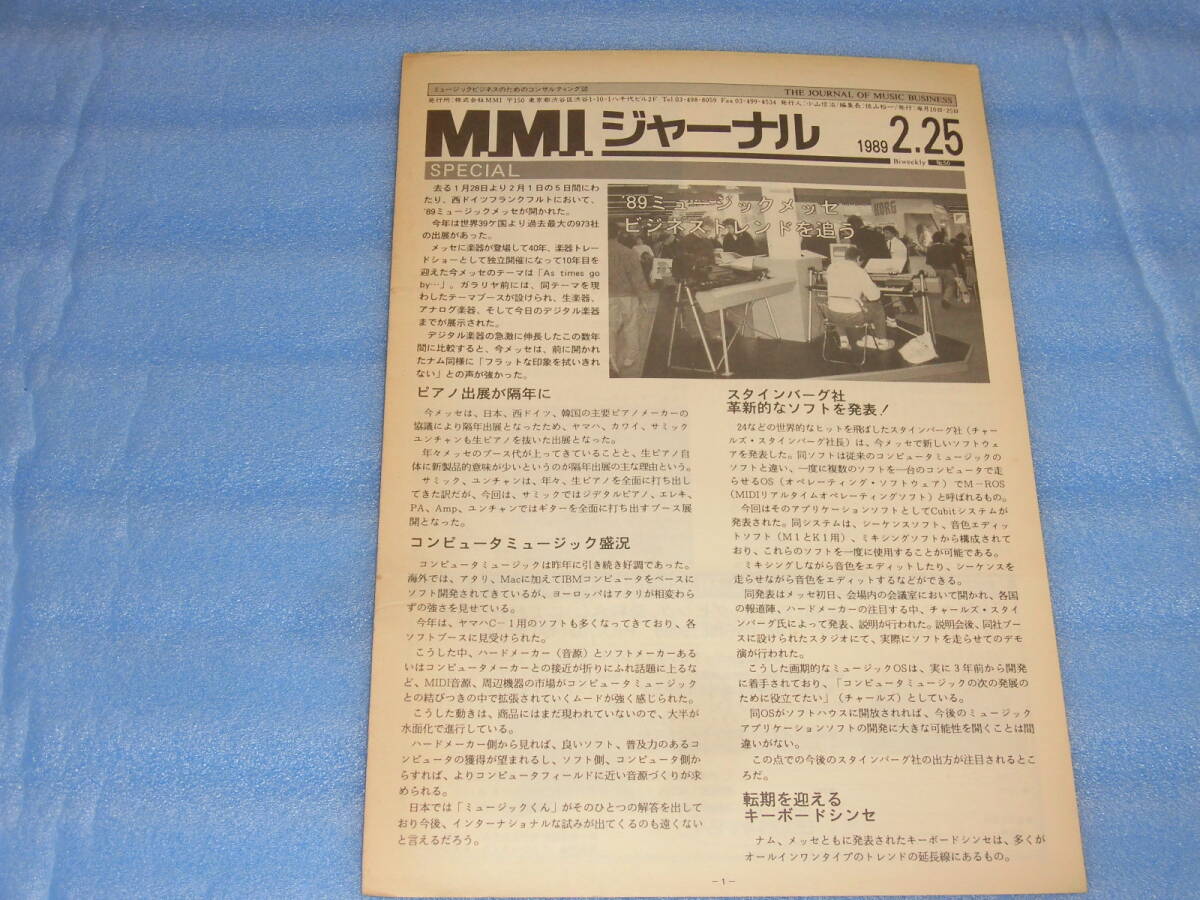 ミュージックビジネスのためのコンサルティング誌
THE JOURNAL OF MUSIC BUSINESS
発行所:株式会社MMI 〒150 東京都渋谷区渋谷1-10-1八千代ビル2F Tel.03-498-8059 Fax 03-499-4534 発行人:小山信治/編集長:横山裕一/発行:毎月10日・25日
M.M.I.ジャーナル
1989 2.25
Biweekly No.50
SPECIAL
去る1月28日より2月1日の5日間にわ
たり、西ドイツフランクフルトにおいて、
'89ミュージックメッセが開かれた。
今年は世界39ケ国より過去最大の973社
の出展があった。
メッセに楽器が登場して40年、楽器トレー
ドショーとして独立開催になって10年目を
迎えた今メッセのテーマは「As times go
by…」。ガラリヤ前には、同テーマを現
わしたテーマブースが設けられ、生楽器、
アナログ楽器、そして今日のデジタル楽器
までが展示された。
デジタル楽器の急激に伸長したこの数年
間に比較すると、今メッセは、前に開かれ
たナム同様に「フラットな印象を拭いきれ
ない」との声が強かった。
'89ミュージックメッセ
ビジネストレンドを追う
KORG
ピアノ出展が隔年に
今メッセは、日本、西ドイツ、韓国の主要ピアノメーカーの
協議により隔年出展となったため、ヤマハ、カワイ、サミック
ユンチャンも生ピアノを抜いた出展となった。
年々メッセのブース代が上ってきていることと、生ピアノ自
体に新製品的意味が少いというのが隔年出展の主な理由という。
サミック、ユンチャンは、年々、生ピアノを全面に打ち出し
てきた訳だが、今回は、サミックではジデタルピアノ、エレキ、
PA、Amp、ユンチャンではギターを全面に打ち出すブース展
開となった。
コンピュータミュージック盛況
コンピュータミュージックは昨年に引き続き好調であった。
海外では、アタリ、Macに加えてIBMコンピュータをベースに
ソフト開発されてきているが、ヨーロッパはアタリが相変わら
ずの強さを見せている。
今年は、ヤマハC－1用のソフトも多くなってきており、各
ソフトブースに見受けられた。
こうした中、ハードメーカー（音源）とソフトメーカーある
いはコンピュータメーカーとの接近が折りにふれ話題に上るな
ど、MIDI音源、周辺機器の市場がコンピュータミュージック
との結びつきの中で拡張されていくムードが強く感じられた。
こうした動きは、商品にはまだ現われていないので、大半が
水面化で進行している。
ハードメーカー側から見れば、良いソフト、普及力のあるコ
ンピュータの獲得が望まれるし、ソフト側、コンピュータ側か
らすれば、よりコンピュータフィールドに近い音源づくりが求
められる。
日本では「ミュージックくん」がそのひとつの解答を出して
おり今後、インターナショナルな試みが出てくるのも遠くない
と言えるだろう。
スタインバーグ社
革新的なソフトを発表！
24などの世界的なヒットを飛ばしたスタインバーグ社（チャー
ルズ・スタインバーグ社長）は、今メッセで新しいソフトウェ
アを発表した。同ソフトは従来のコンピュータミュージックの
ソフトと違い、一度に複数のソフトを一台のコンピュータで走
らせるOS（オペレーティング・ソフトウェア）でM－ROS
（MIDIリアルタイムオペレーティングソフト）と呼ばれるもの。
今回はそのアプリケーションソフトとしてCubitシステムが
発表された。同システムは、シーケンスソフト、音色エディッ
トソフト（M1とK1用）、ミキシングソフトから構成されて
おり、これらのソフトを一度に使用することが可能である。
ミキシングしながら音色をエディットしたり、シーケンスを
走らせながら音色をエディットするなどができる。
同発表はメッセ初日、会場内の会議室において開かれ、各国
の報道陣、ハードメーカーの注目する中、チャールズ・スタイ
ンバーグ氏によって発表、説明が行われた。説明会後、同社ブー
スに設けられたスタジオにて、実際にソフトを走らせてのデモ
演が行われた。
こうした画期的なミュージックOSは、実に3年前から開発
に着手されており、「コンピュータミュージックの次の発展の
ために役立てたい」（チャールズ）としている。
同OSがソフトハウスに開放されれば、今後のミュージック
アプリケーションソフトの開発に大きな可能性を開くことは間
違いがない。
この点での今後のスタインバーグ社の出方が注目されるとこ
ろだ。
転期を迎える
キーボードシンセ
ナム、メッセともに発表されたキーボードシンセは、多くが
オールインワンタイプのトレンドの延長線にあるもの。
－1－